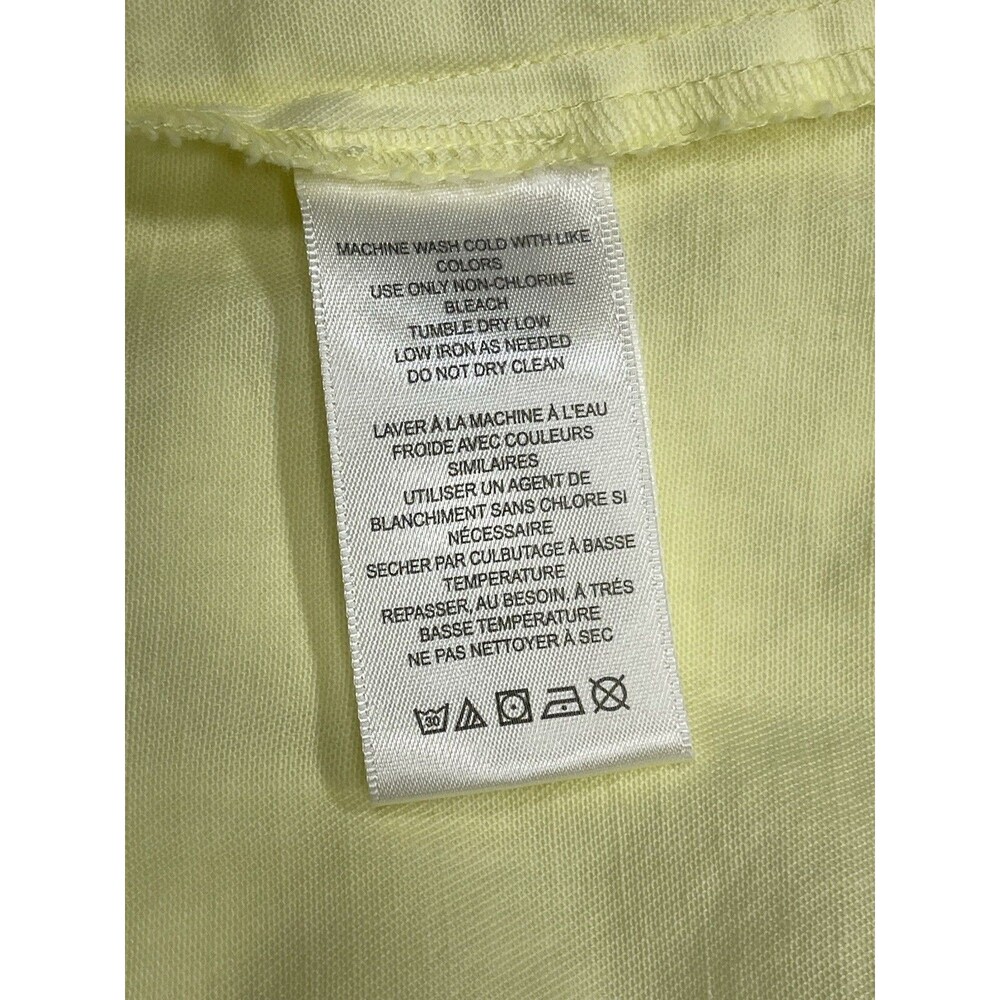 MACHINE WASH COLD WITH LIKE
COLORS
USE ONLY NON-CHLORINE
BLEACH
TUMBLE DRY LOW
LOW IRON AS NEEDED
DO NOT DRY CLEAN
LAVER À LA MACHINE À L'EAU
FROIDE AVEC COULEURS
SIMILAIRES
UTILISER UN AGENT DE
BLANCHIMENT SANS CHLORE SI
NÉCESSAIRE
SECHER PAR CULBUTAGE À BASSE
TEMPERATURE
REPASSER, AU BESOIN, À TRÉS
BASSE TEMPÉRATURE
NE PAS NETTOYER À SEC
30